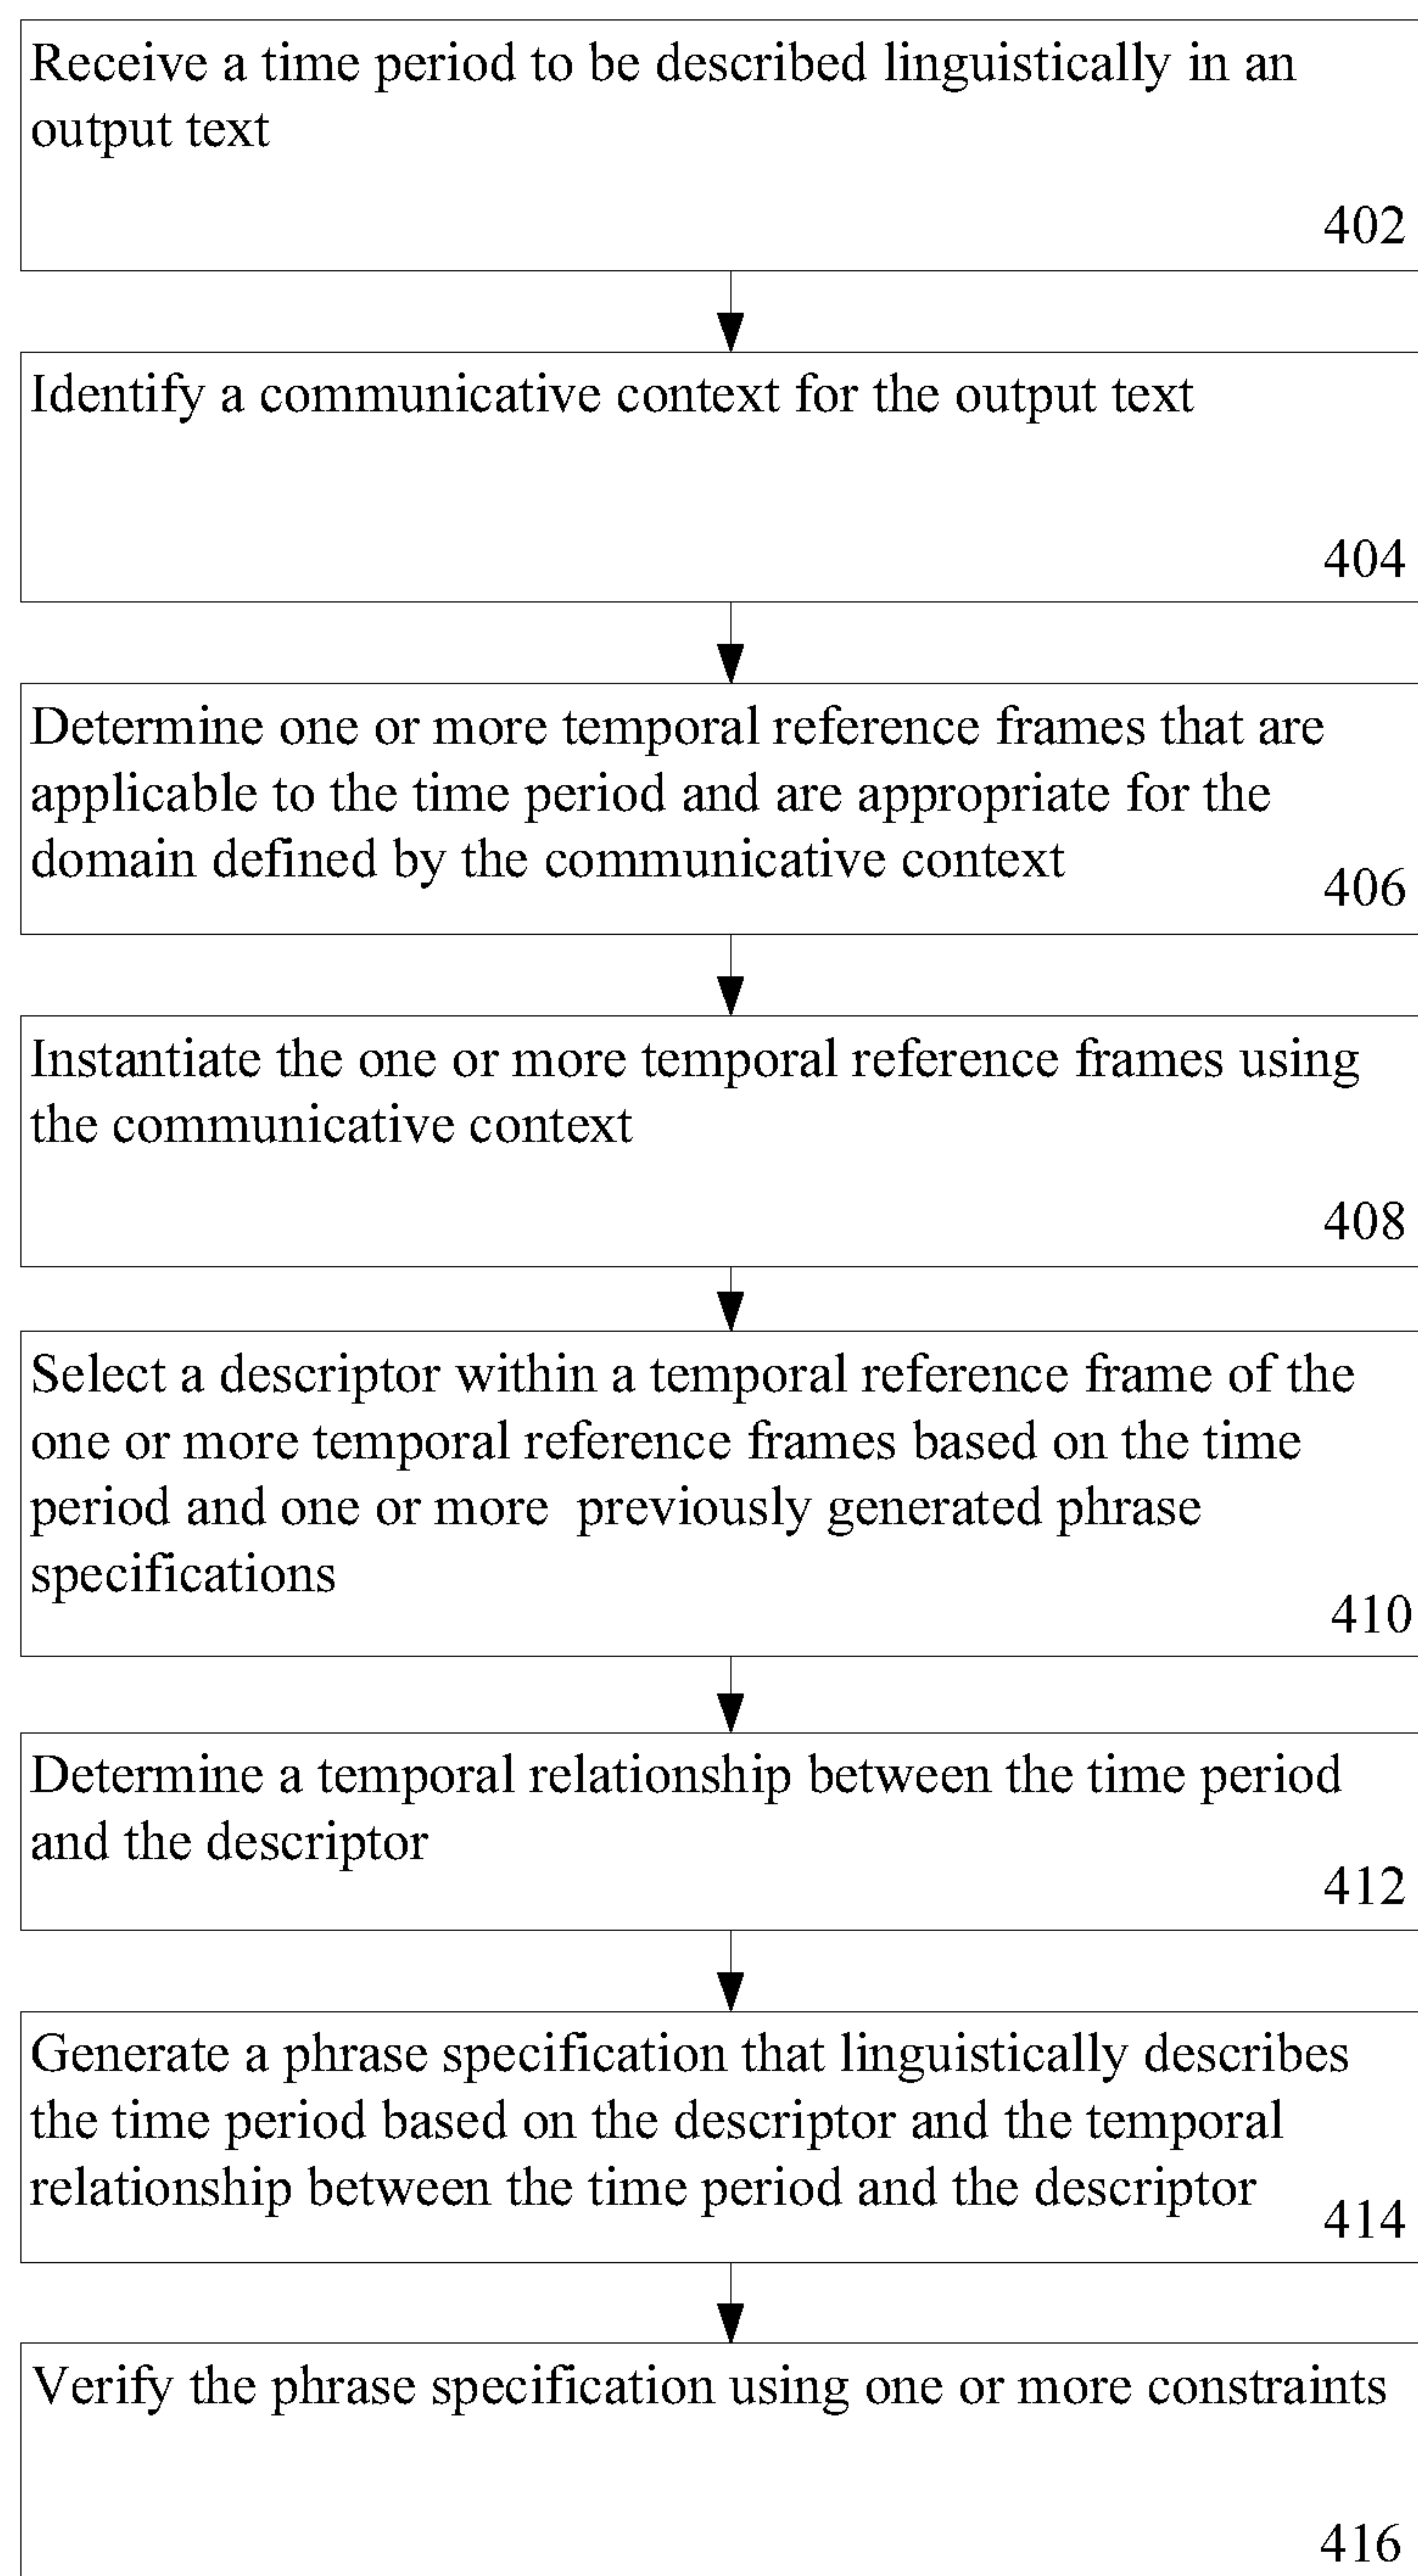 Receive a time period to be described linguistically in an
output text
402
Identify a communicative context for the output text
404
Determine one or more temporal reference frames that are
applicable to the time period and are appropriate for the
domain defined by the communicative context
406
Instantiate the one or more temporal reference frames using
the communicative context
408
Select a descriptor within a temporal reference frame of the
one or more temporal reference frames based on the time
period and one or more  previously generated phrase
specifications
410
Determine a temporal relationship between the time period
and the descriptor
412
Generate a phrase specification that linguistically describes
the time period based on the descriptor and the temporal
relationship between the time period and the descriptor
414
Verify the phrase specification using one or more constraints
416